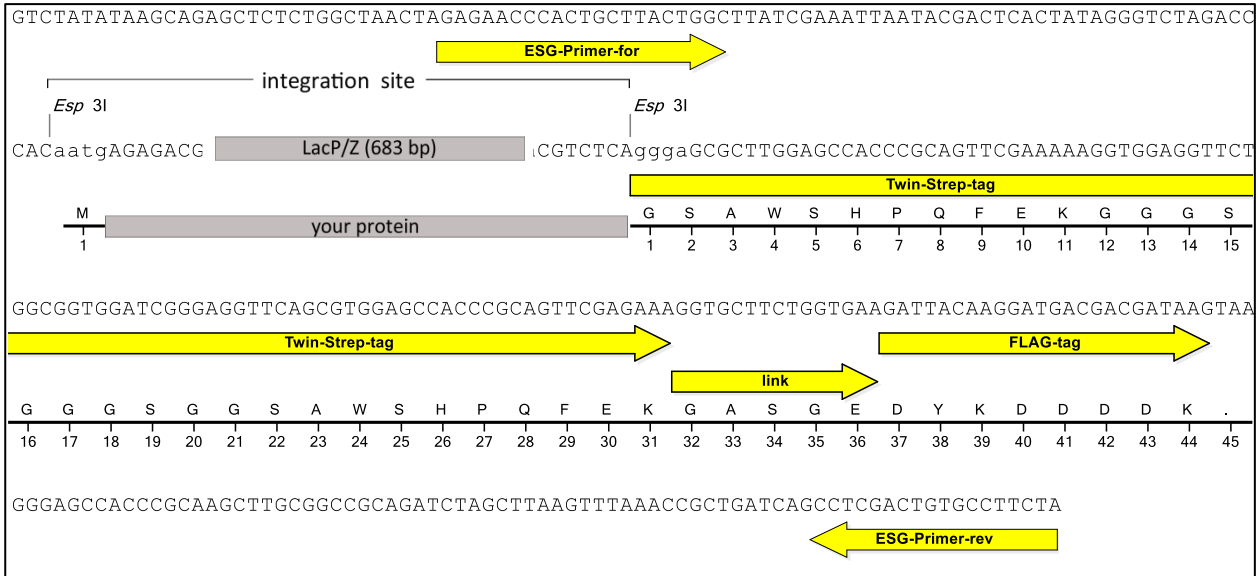 GTCTATATAAGCAGAGCTCTCTGGCTAACTAGAGAACCCACTGCTTACTGGCTTATCGAAATTAATACGACTCACTATAGGGTCTAGACC
ESG-Primer-for
integration site
Esp 3I Esp 3I
CACaatgAGAGACG LacP/Z (683 bp) CGTCTCAgggaGCGCTTGGAGCCACCCGCAGTTCGAAAAAGGTGGAGGTTCT
Twin-Strep-tag
M G S A W S H P Q F E K G G G S
your protein
1 1 2 3 4 5 6 7 8 9 10 11 12 13 14 15
GGCGGTGGATCGGGAGGTTCAGCGTGGAGCCACCCGCAGTTCGAGAAAGGTGCTTCTGGTGAAGATTACAAGGATGACGACGATAAGTAA
Twin-Strep-tag FLAG-tag
link
G G G S G G S A W S H P Q F E K G A S G E D Y K D D D D K .
16 17 18 19 20 21 22 23 24 25 26 27 28 29 30 31 32 33 34 35 36 37 38 39 40 41 42 43 44 45
GGGAGCCACCCGCAAGCTTGCGGCCGCAGATCTAGCTTAAGTTTAAACCGCTGATCAGCCTCGACTGTGCCTTCTA
ESG-Primer-rev